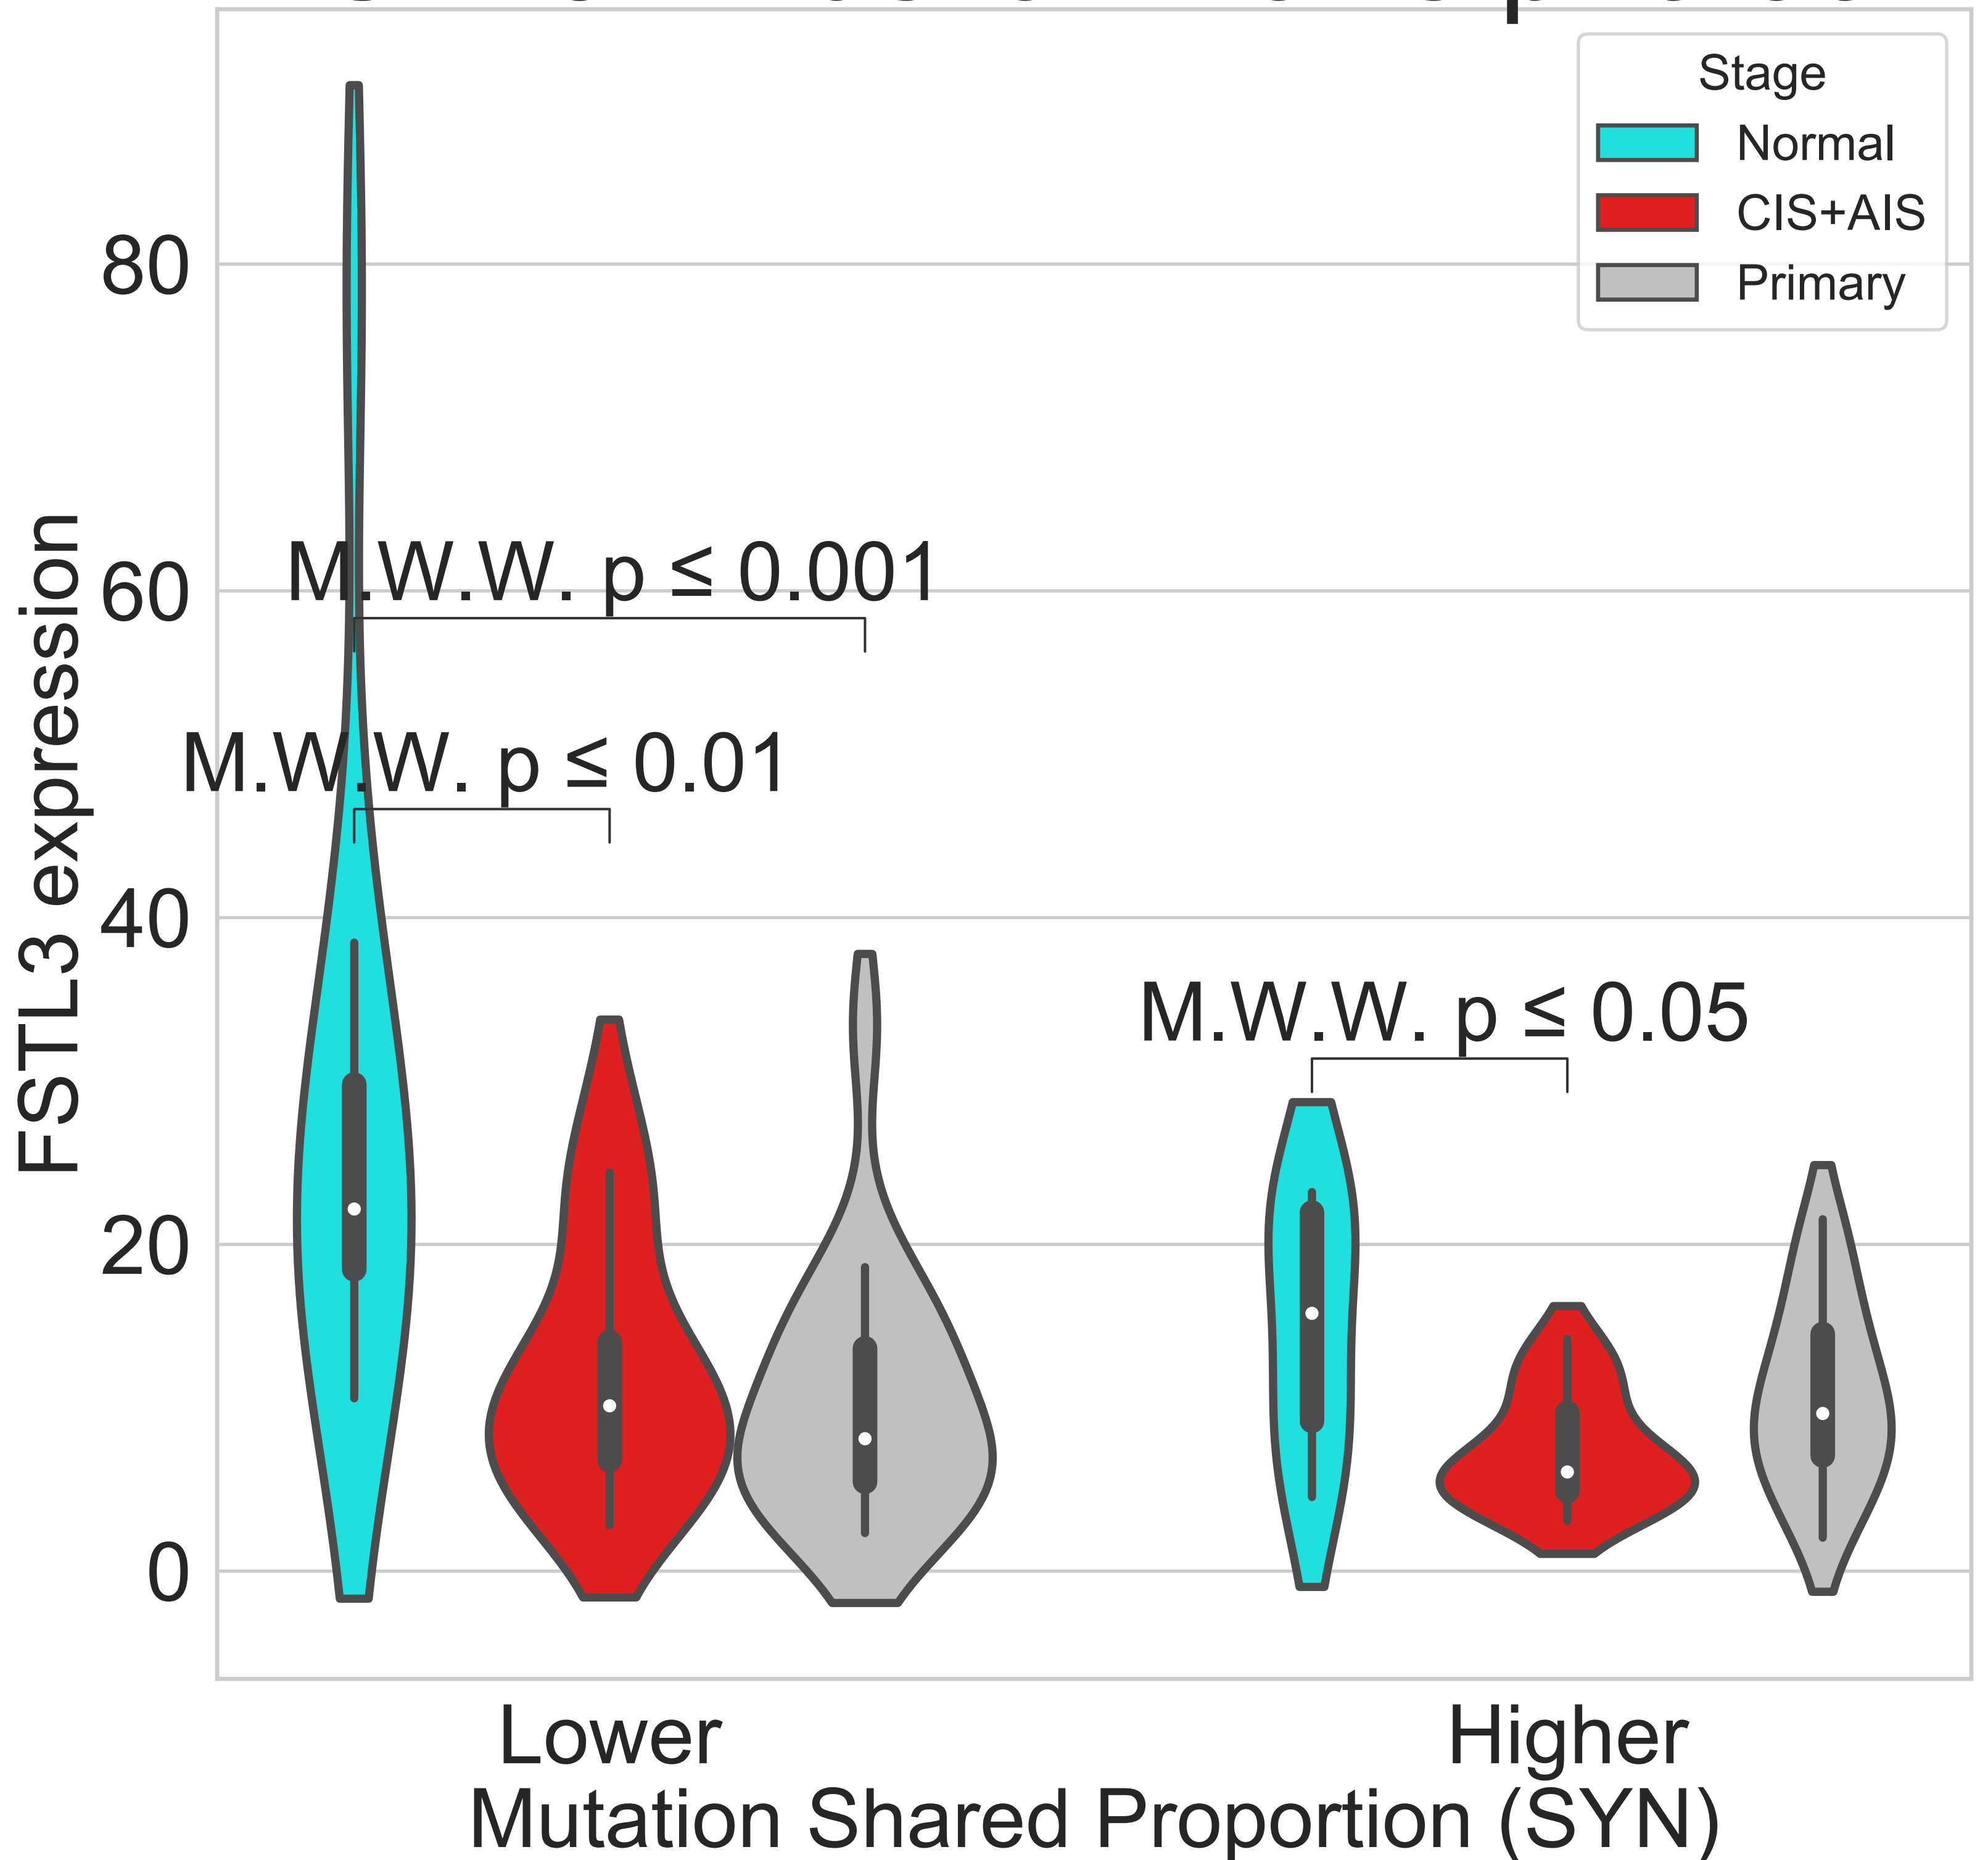 Stage
Normal
CIS+AIS
Primary
80
60
40
20
0
FSTL3 expression
M.W.W. p ≤ 0.001
M.W.W. p ≤ 0.01
M.W.W. p ≤ 0.05
Lower
Higher
Mutation Shared Proportion (SYN)